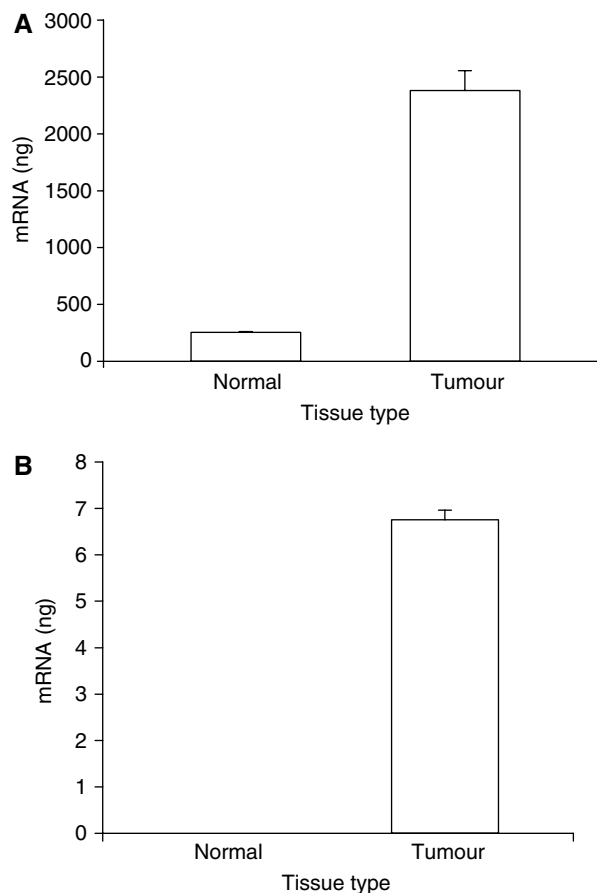 A
3000
2500
2000
1500
1000
500
0
mRNA (ng)
Normal Tumour
Tissue type
B
8
7
6
5
4
3
2
1
0
mRNA (ng)
Normal Tumour
Tissue type